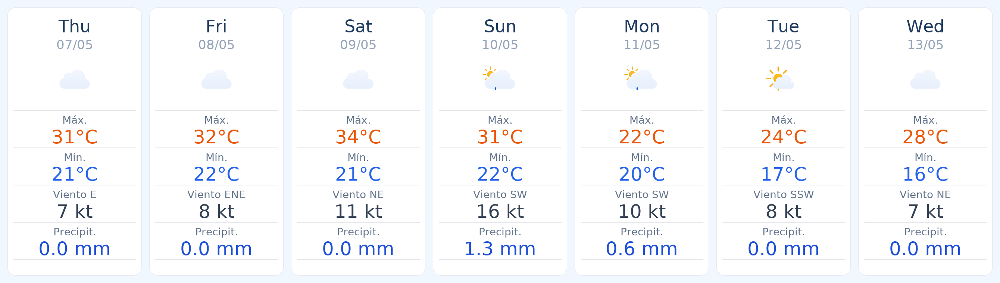 Thu
07/05
Máx.
31°C
Mín.
21°C
Viento E
7 kt
Precipit.
0.0 mm
Fri
08/05
Máx.
32°C
Mín.
22°C
Viento ENE
8 kt
Precipit.
0.0 mm
Sat
09/05
Máx.
34°C
Mín.
21°C
Viento NE
11 kt
Precipit.
0.0 mm
Sun
10/05
Máx.
31°C
Mín.
22°C
Viento SW
16 kt
Precipit.
1.3 mm
Mon
11/05
Máx.
22°C
Mín.
20°C
Viento SW
10 kt
Precipit.
0.6 mm
Tue
12/05
Máx.
24°C
Mín.
17°C
Viento SSW
8 kt
Precipit.
0.0 mm
Wed
13/05
Máx.
28°C
Mín.
16°C
Viento NE
7 kt
Precipit.
0.0 mm